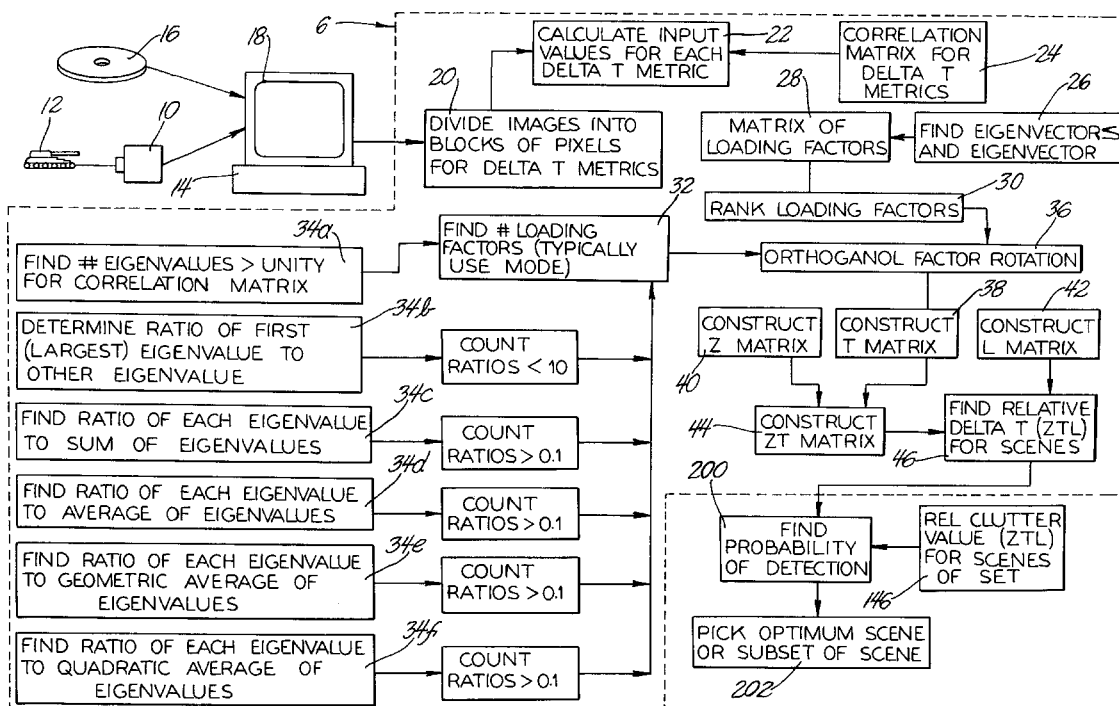 16
18
6
CALCULATE INPUT
VALUES FOR EACH
DELTA T METRIC
22
CORRELATION
MATRIX FOR
DELTA T
METRICS
24
12
10
14
20
DIVIDE IMAGES INTO
BLOCKS OF PIXELS
FOR DELTA T METRICS
28
MATRIX OF
LOADING FACTORS
26
FIND EIGENVECTORS
AND EIGENVECTOR
30
RANK LOADING FACTORS
32
FIND # LOADING
FACTORS (TYPICALLY
USE MODE)
36
ORTHOGANOL FACTOR ROTATION
34a
FIND # EIGENVALUES > UNITY
FOR CORRELATION MATRIX
34b
DETERMINE RATIO OF FIRST
(LARGEST) EIGENVALUE TO
OTHER EIGENVALUE
COUNT
RATIOS < 10
34c
FIND RATIO OF EACH EIGENVALUE
TO SUM OF EIGENVALUES
COUNT
RATIOS > 0.1
34d
FIND RATIO OF EACH EIGENVALUE
TO AVERAGE OF EIGENVALUES
COUNT
RATIOS > 0.1
34e
FIND RATIO OF EACH EIGENVALUE
TO GEOMETRIC AVERAGE OF
EIGENVALUES
COUNT
RATIOS > 0.1
34f
FIND RATIO OF EACH EIGENVALUE
TO QUADRATIC AVERAGE OF
EIGENVALUES
COUNT
RATIOS > 0.1
CONSTRUCT
Z MATRIX
40
38
CONSTRUCT
T MATRIX
42
CONSTRUCT
L MATRIX
44
CONSTRUCT
ZT MATRIX
FIND RELATIVE
DELTA T (ZTL)
FOR SCENES
46
200
FIND
PROBABILITY
OF DETECTION
REL CLUTTER
VALUE (ZTL)
FOR SCENES
OF SET
146
PICK OPTIMUM SCENE
OR SUBSET OF SCENE
202